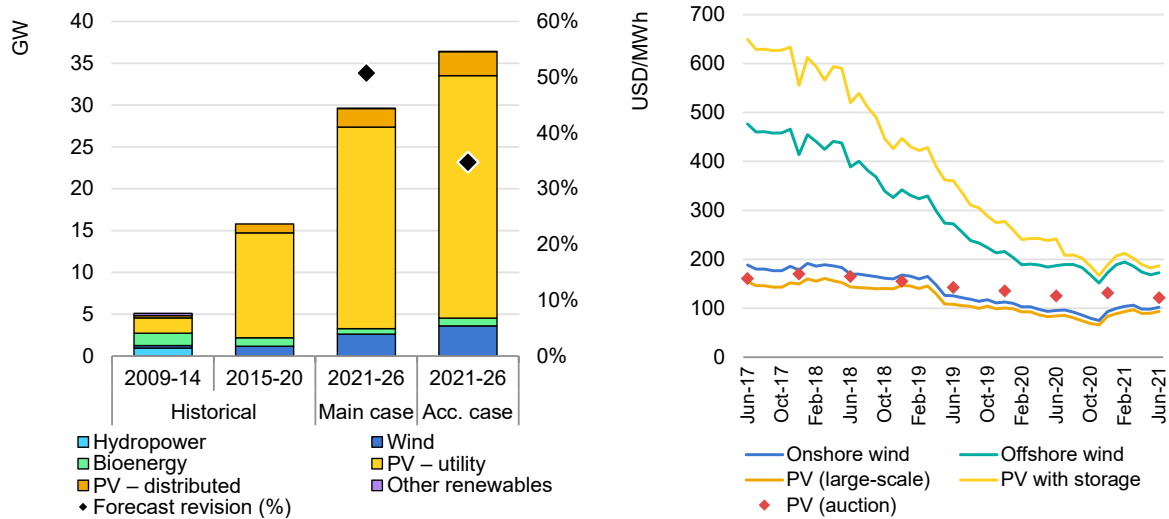 GW
40
35
30
25
20
15
10
5
0
60%
50%
40%
30%
20%
10%
0%
2009-14 2015-20 2021-26 2021-26
Historical Main case Acc. case
Hydropower Wind
Bioenergy PV – utility
PV – distributed Other renewables
Forecast revision (%)
USD/MWh
700
600
500
400
300
200
100
0
Jun-17 Oct-17 Feb-18 Jun-18 Oct-18 Feb-19 Jun-19 Oct-19 Feb-20 Jun-20 Oct-20 Feb-21 Jun-21
Onshore wind Offshore wind
PV (large-scale) PV with storage
PV (auction)